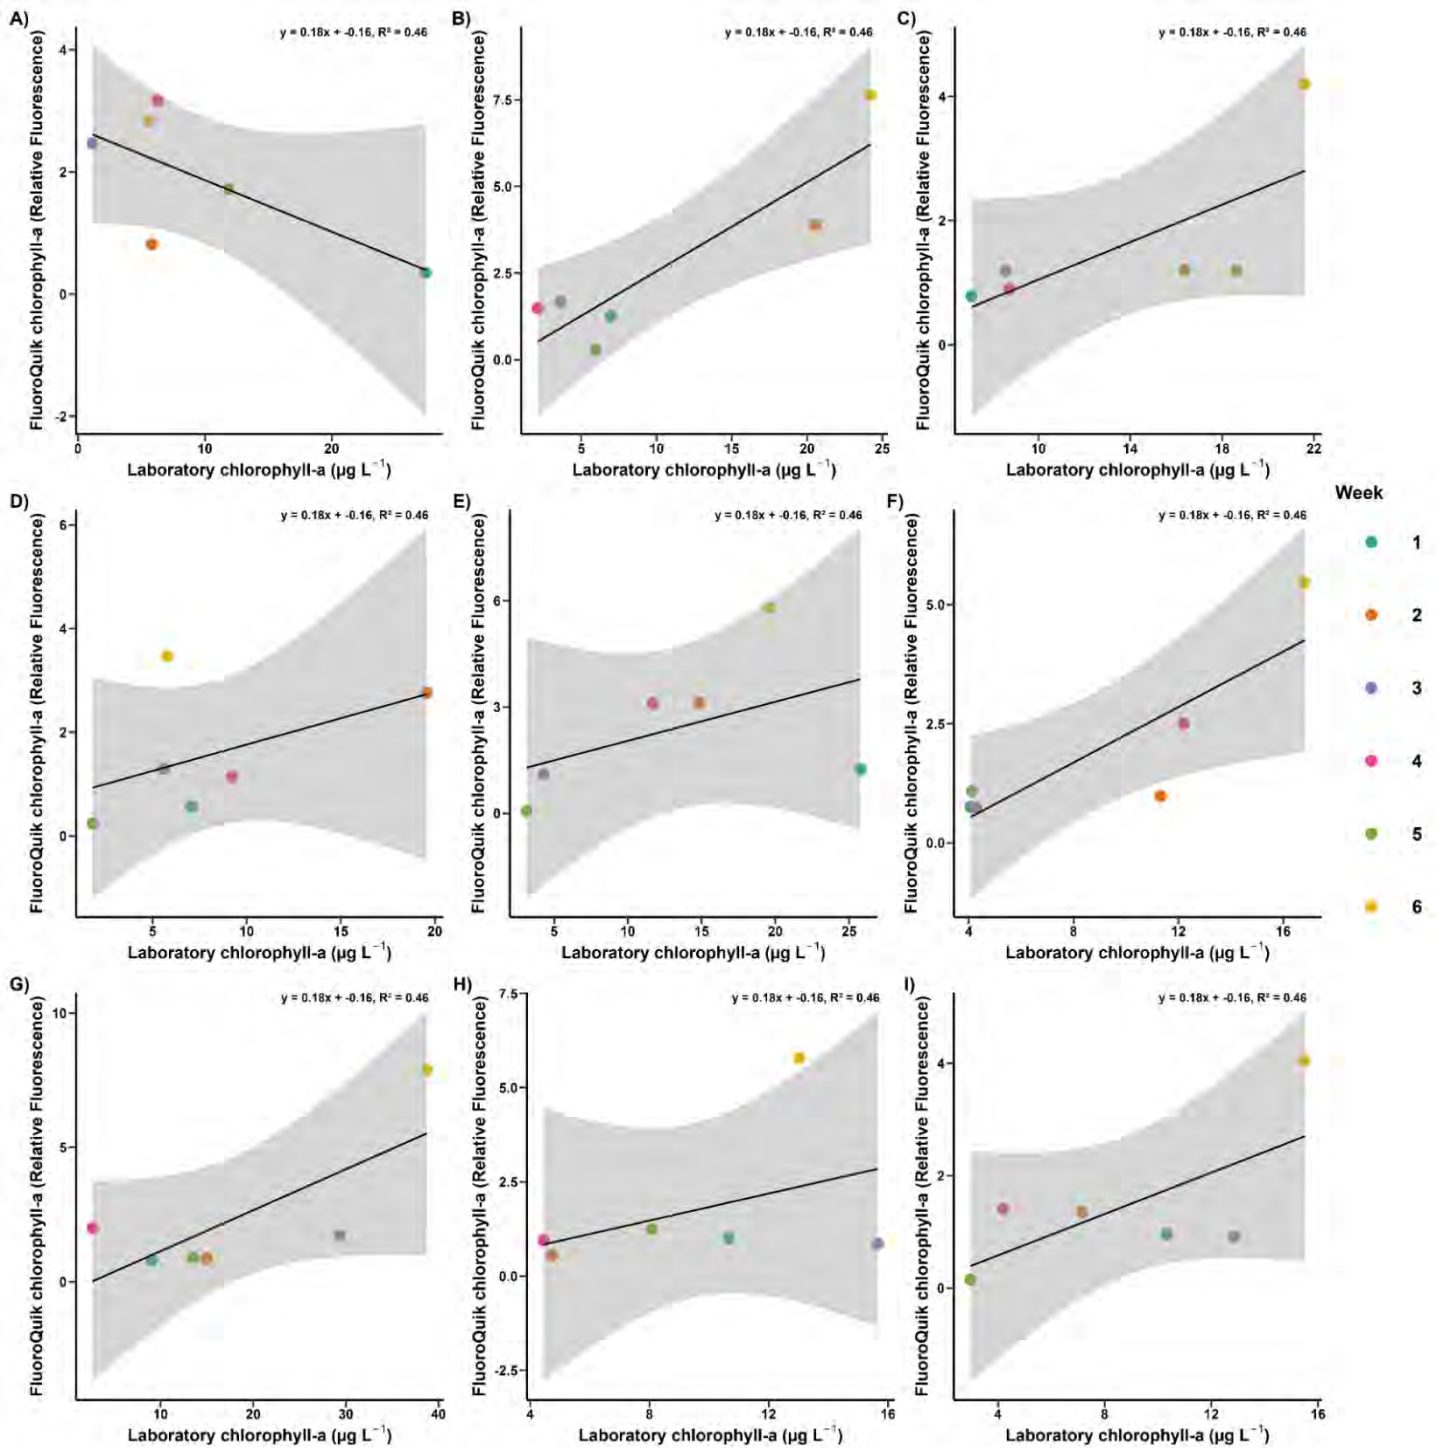 A)
y = 0.18x + -0.16, R² = 0.46
FluoroQuik chlorophyll-a (Relative Fluorescence)
4
2
0
-2
0 10 20
Laboratory chlorophyll-a (µg L⁻¹)
B)
y = 0.18x + -0.16, R² = 0.46
FluoroQuik chlorophyll-a (Relative Fluorescence)
7.5
5.0
2.5
0.0
5 10 15 20 25
Laboratory chlorophyll-a (µg L⁻¹)
C)
y = 0.18x + -0.16, R² = 0.46
FluoroQuik chlorophyll-a (Relative Fluorescence)
4
2
0
10 14 18 22
Laboratory chlorophyll-a (µg L⁻¹)
D)
y = 0.18x + -0.16, R² = 0.46
FluoroQuik chlorophyll-a (Relative Fluorescence)
6
4
2
0
5 10 15 20
Laboratory chlorophyll-a (µg L⁻¹)
E)
y = 0.18x + -0.16, R² = 0.46
FluoroQuik chlorophyll-a (Relative Fluorescence)
6
3
0
5 10 15 20 25
Laboratory chlorophyll-a (µg L⁻¹)
F)
y = 0.18x + -0.16, R² = 0.46
FluoroQuik chlorophyll-a (Relative Fluorescence)
5.0
2.5
0.0
4 8 12 16
Laboratory chlorophyll-a (µg L⁻¹)
Week
1
2
3
4
5
6
G)
y = 0.18x + -0.16, R² = 0.46
FluoroQuik chlorophyll-a (Relative Fluorescence)
10
5
0
10 20 30 40
Laboratory chlorophyll-a (µg L⁻¹)
H)
y = 0.18x + -0.16, R² = 0.46
FluoroQuik chlorophyll-a (Relative Fluorescence)
7.5
5.0
2.5
0.0
-2.5
4 8 12 16
Laboratory chlorophyll-a (µg L⁻¹)
I)
y = 0.18x + -0.16, R² = 0.46
FluoroQuik chlorophyll-a (Relative Fluorescence)
4
2
0
4 8 12 16
Laboratory chlorophyll-a (µg L⁻¹)